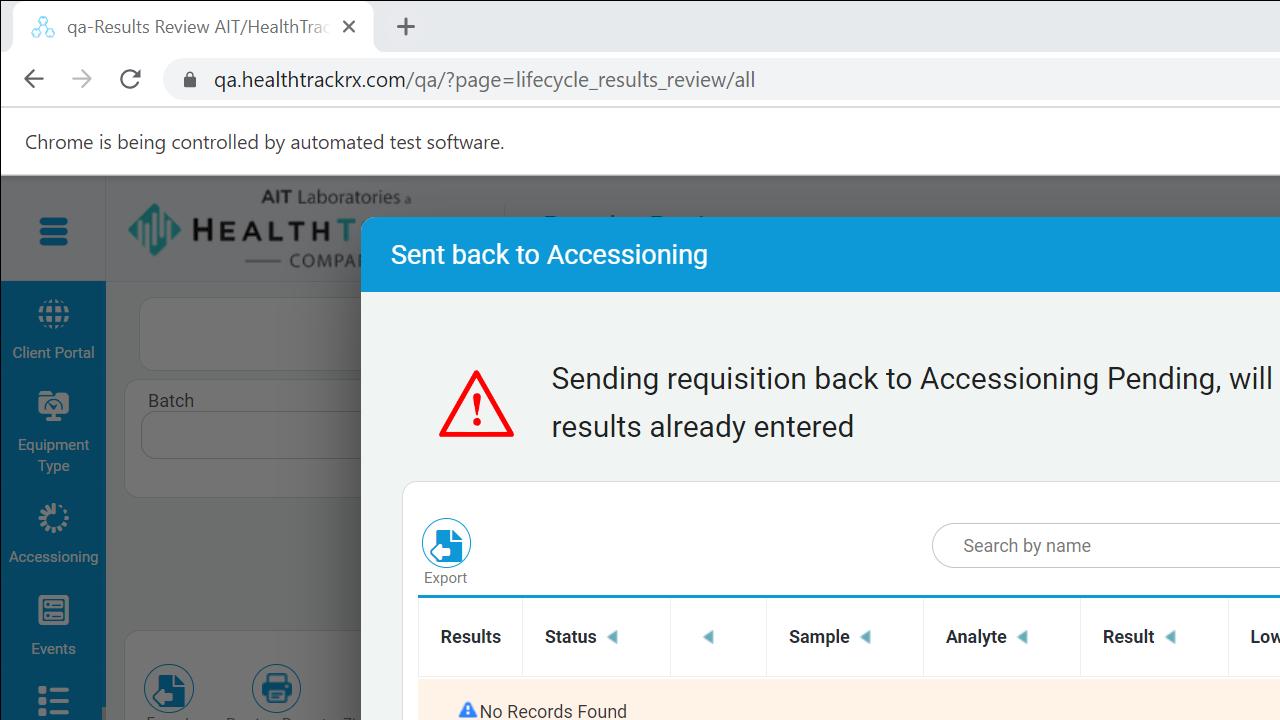 qa-Results Review AIT/HealthTrac
qa.healthtrackrx.com/qa/?page=lifecycle_results_review/all
Chrome is being controlled by automated test software.
AIT Laboratories a
HEALTHT
COMPA
Sent back to Accessioning
Client Portal
Sending requisition back to Accessioning Pending, will
results already entered
Batch
Equipment
Type
Accessioning
Export
Search by name
Results Status Sample Analyte Result Low
Events
No Records Found